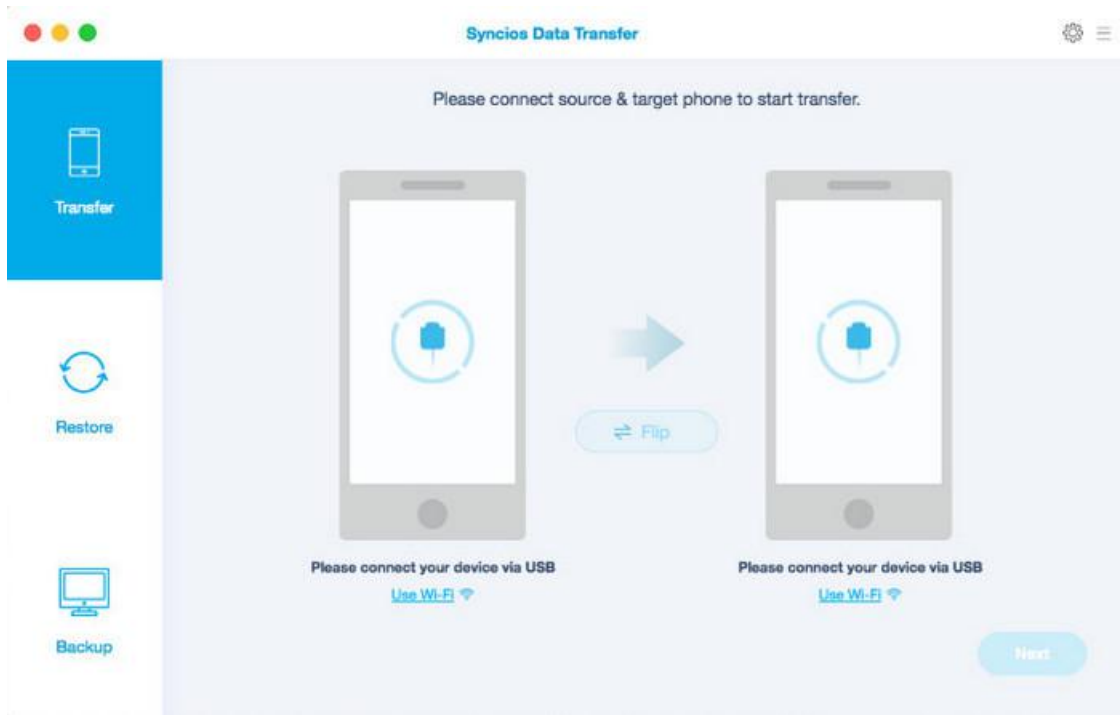 Syncios Data Transfer
Please connect source & target phone to start transfer.
Transfer
Restore
Flip
Please connect your device via USB
Use Wi-Fi
Please connect your device via USB
Use Wi-Fi
Backup
Next